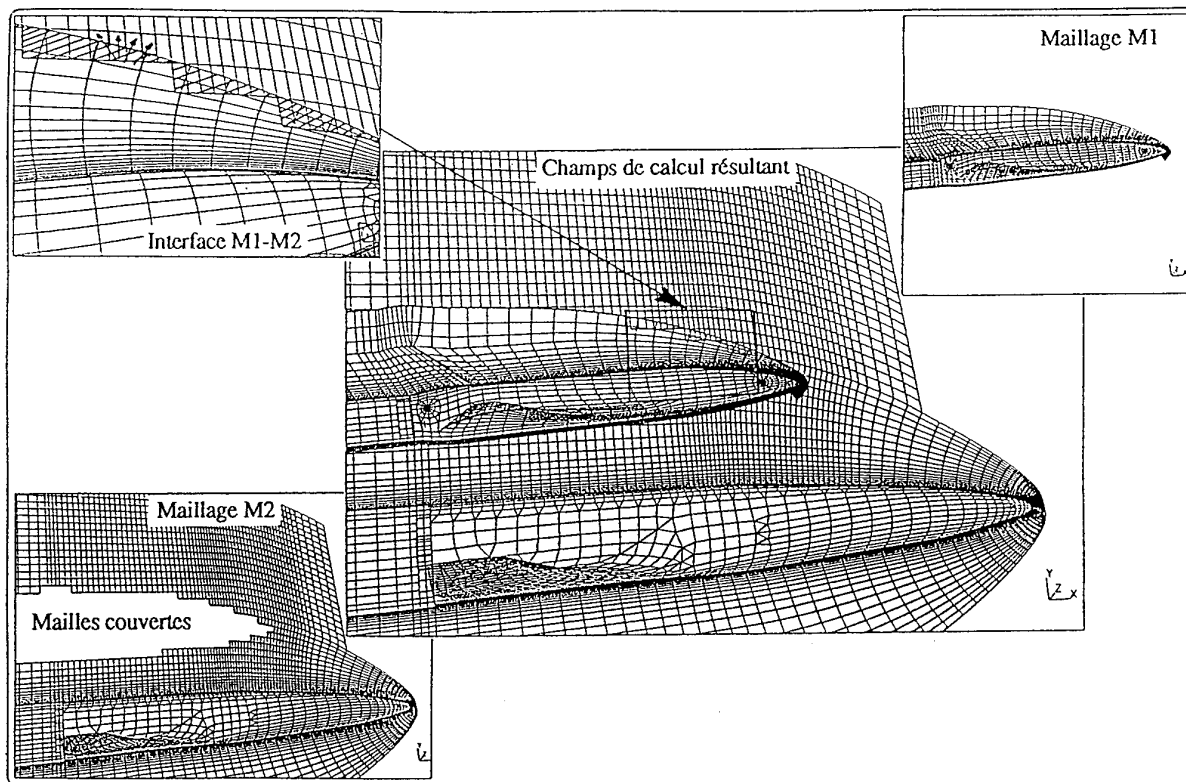 Maillage M1
Champs de calcul résultant
Interface M1-M2
Maillage M2
Mailles couvertes
Y
Z
X